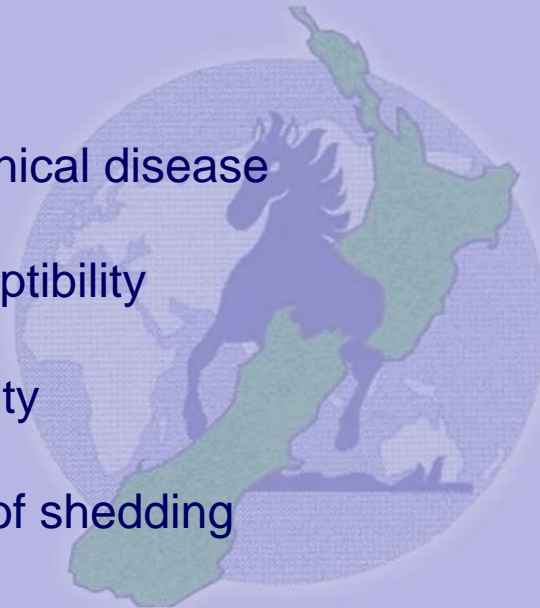 nical disease
ptibility
ty
of shedding